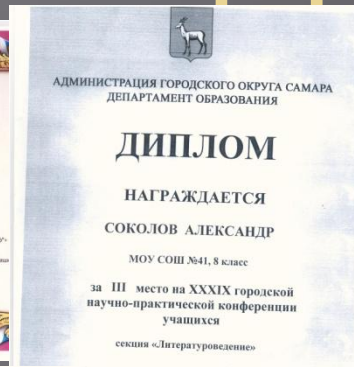 АДМИНИСТРАЦИЯ ГОРОДСКОГО ОКРУГА САМАРА
ДЕПАРТАМЕНТ ОБРАЗОВАНИЯ
ДИПЛОМ
НАГРАЖДАЕТСЯ
СОКОЛОВ АЛЕКСАНДР
МОУ СОШ №41, 8 класс
за III место на XXXIX городской
научно-практической конференции
учащихся
секция «Литературоведение»